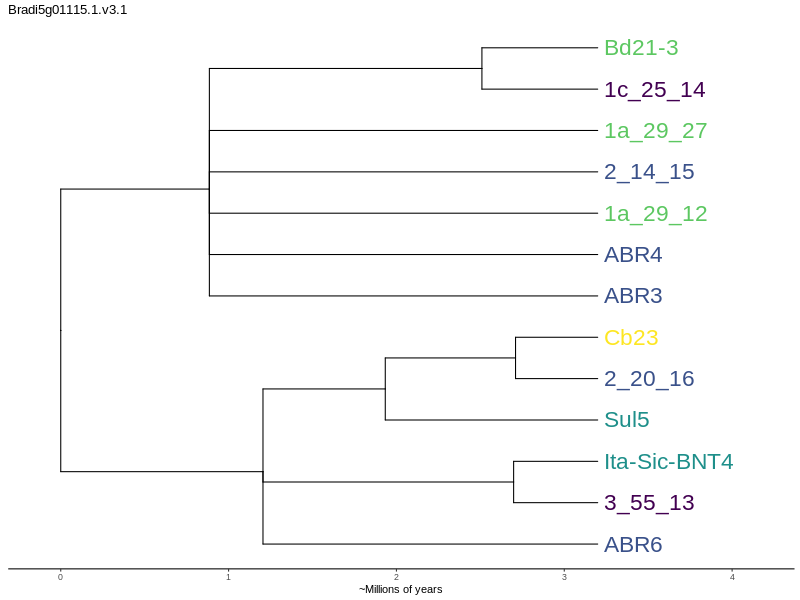 Bradi5g01115.1.v3.1
Bd21-3
1c_25_14
1a_29_27
2_14_15
1a_29_12
ABR4
ABR3
Cb23
2_20_16
Sul5
Ita-Sic-BNT4
3_55_13
ABR6
0 1 2 3 4
~Millions of years